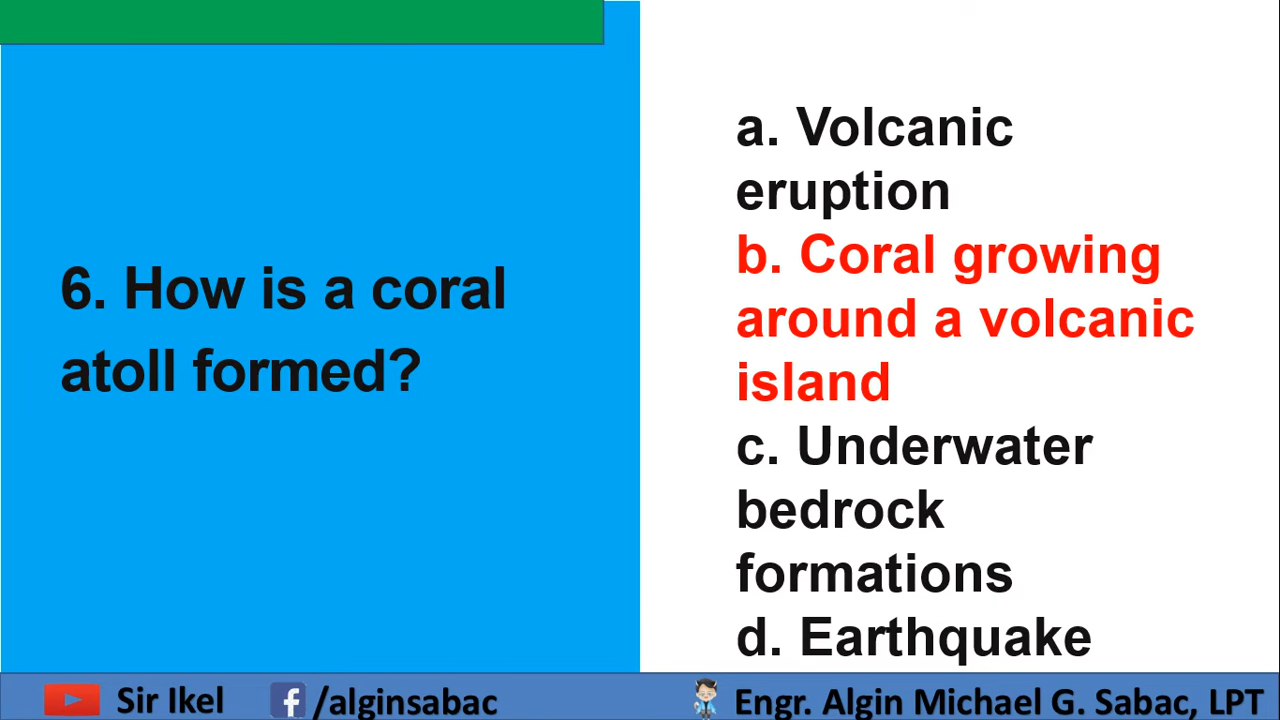 6. How is a coral
atoll formed?
a. Volcanic
eruption
b. Coral growing
around a volcanic
island
c. Underwater
bedrock
formations
d. Earthquake
Sir Ikel
/alginsabac
Engr. Algin Michael G. Sabac, LPT